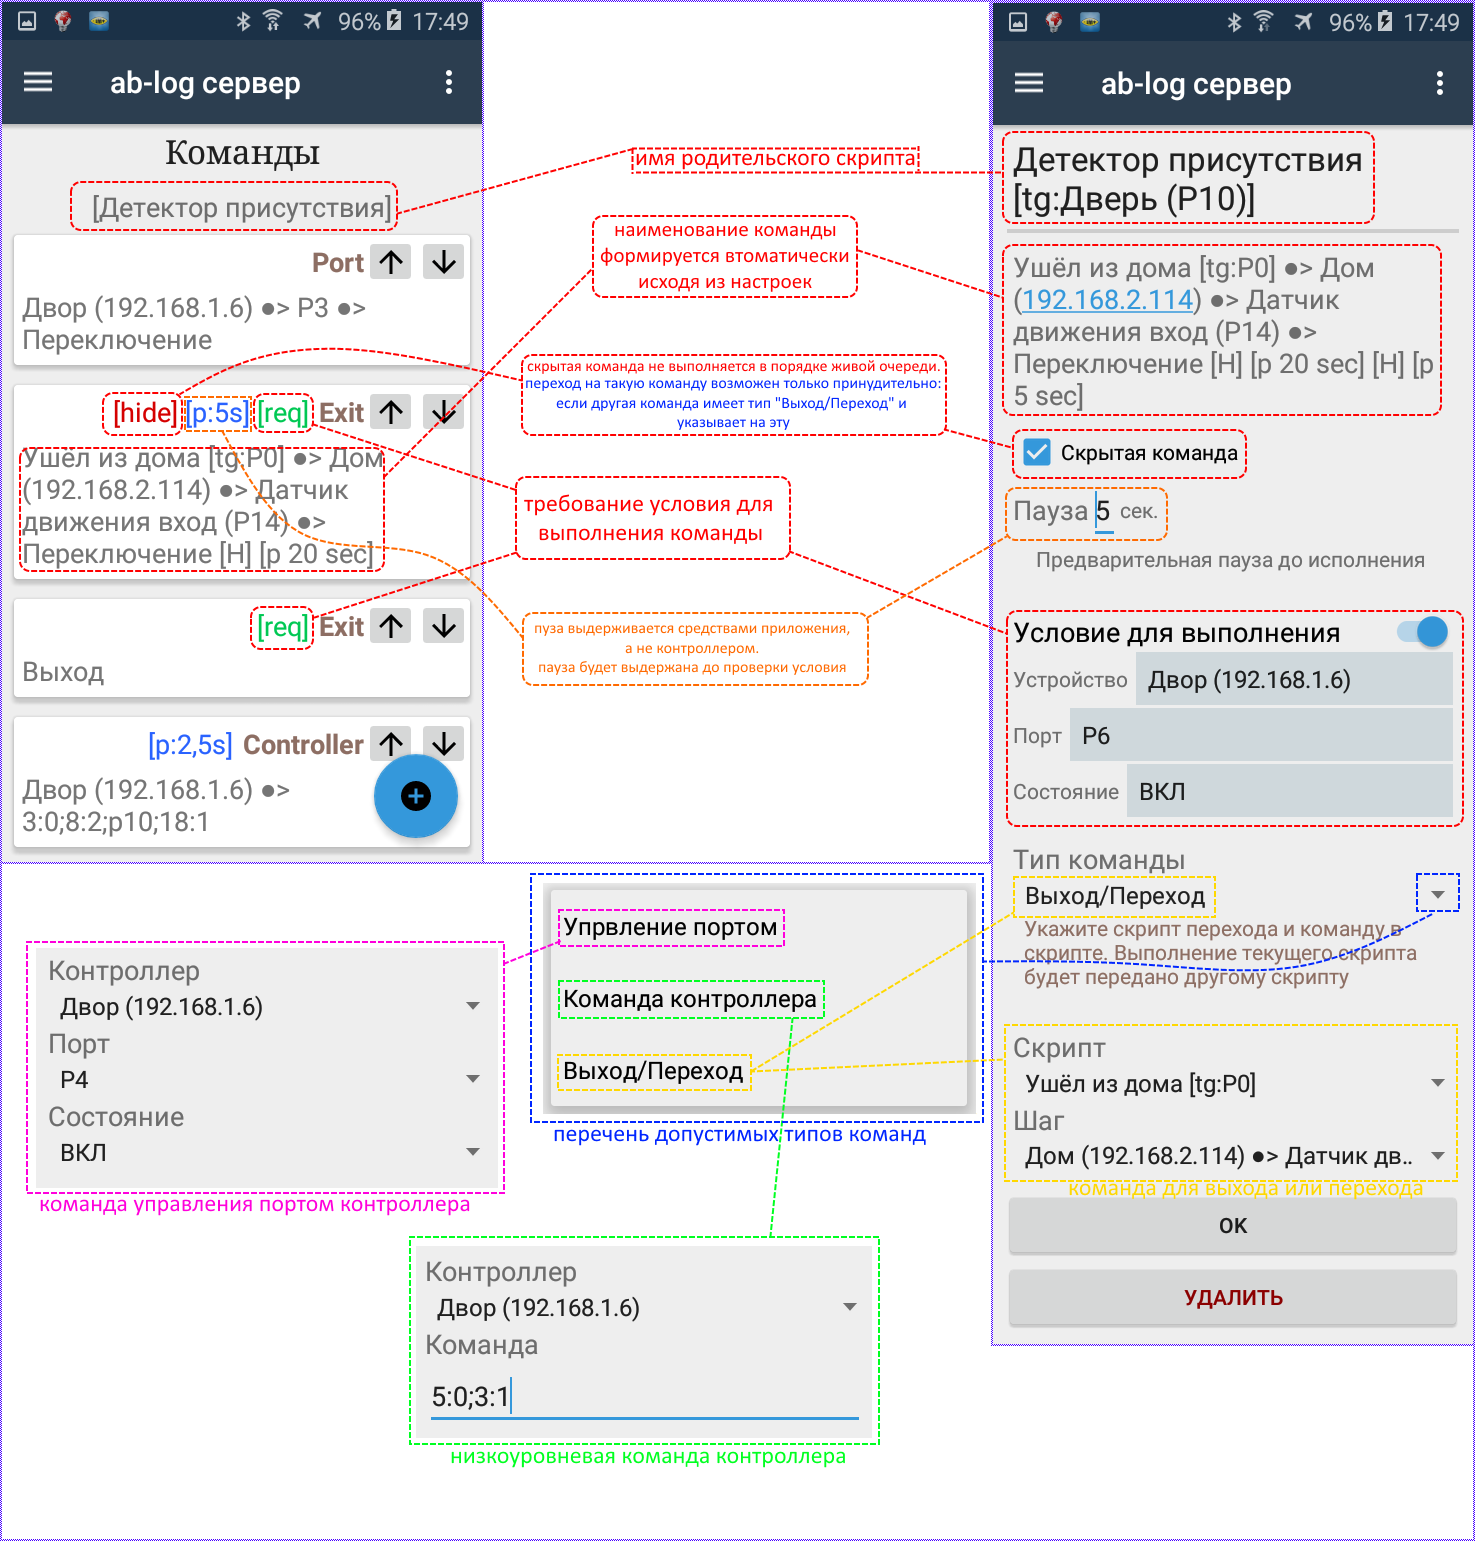 96% 17:49
ab-log сервер
Команды
[Детектор присутствия]
Port
Двор (192.168.1.6) ●> P3 ●>
Переключение
[hide] [p:5s] [req] Exit
Ушёл из дома [tg:P0] ●> Дом
(192.168.2.114) ●> Датчик
движения вход (P14) ●>
Переключение [H] [p 20 sec]
[req] Exit
Выход
[p:2,5s] Controller
Двор (192.168.1.6) ●>
3:0;8:2;p10;18:1
имя родительского скрипта
наименование команды
формируется втоматически
исходя из настроек
скрытая команда не выполняется в порядке живой очереди.
переход на такую команду возможен только принудительно:
если другая команда имеет тип "Выход/Переход" и
указывает на эту
требование условия для
выполнения команды
пуза выдерживается средствами приложения,
а не контроллером.
пауза будет выдержана до проверки условия
96% 17:49
ab-log сервер
Детектор присутствия
[tg:Дверь (P10)]
Ушёл из дома [tg:P0] ●> Дом
(192.168.2.114) ●> Датчик
движения вход (P14) ●>
Переключение [H] [p 20 sec] [H] [p
5 sec]
Скрытая команда
Пауза 5 сек.
Предварительная пауза до исполнения
Условие для выполнения
Устройство Двор (192.168.1.6)
Порт P6
Состояние ВКЛ
Тип команды
Выход/Переход
Укажите скрипт перехода и команду в
скрипте. Выполнение текущего скрипта
будет передано другому скрипту
Скрипт
Ушёл из дома [tg:P0]
Шаг
Дом (192.168.2.114) ●> Датчик дв..
команда для выхода или перехода
OK
УДАЛИТЬ
Упрвление портом
Команда контроллера
Выход/Переход
перечень допустимых типов команд
Контроллер
Двор (192.168.1.6)
Порт
P4
Состояние
ВКЛ
команда управления портом контроллера
Контроллер
Двор (192.168.1.6)
Команда
5:0;3:1
низкоуровневая команда контроллера